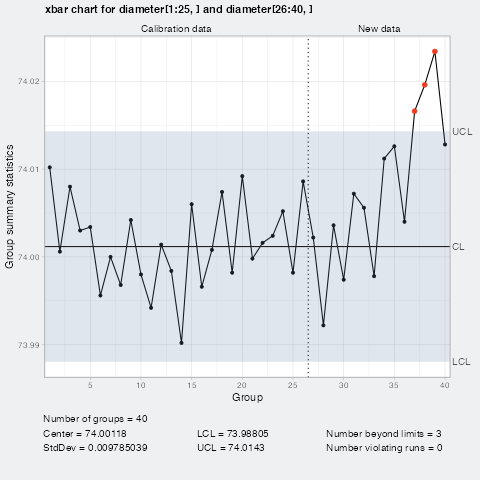 xbar chart for diameter[1:25, ] and diameter[26:40, ]
Calibration data
New data
Group summary statistics
74.02
74.01
74.00
73.99
UCL
CL
LCL
5 10 15 20 25 30 35 40
Group
Number of groups = 40
Center = 74.00118 LCL = 73.98805 Number beyond limits = 3
StdDev = 0.009785039 UCL = 74.0143 Number violating runs = 0